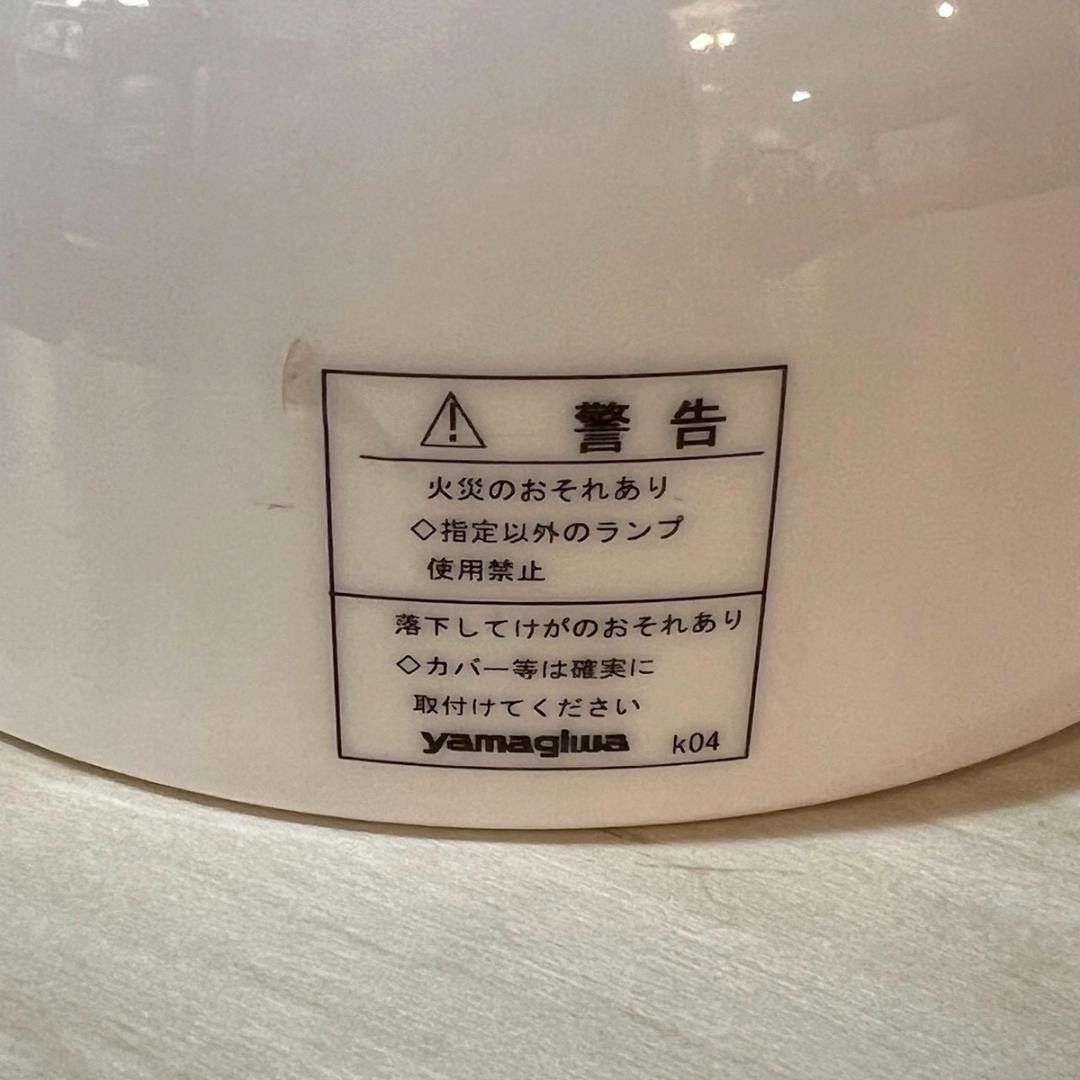 警告
火災のおそれあり
◇指定以外のランプ
使用禁止
落下してけがのおそれあり
◇カバー等は確実に
取付けてください
yamagiwa k04